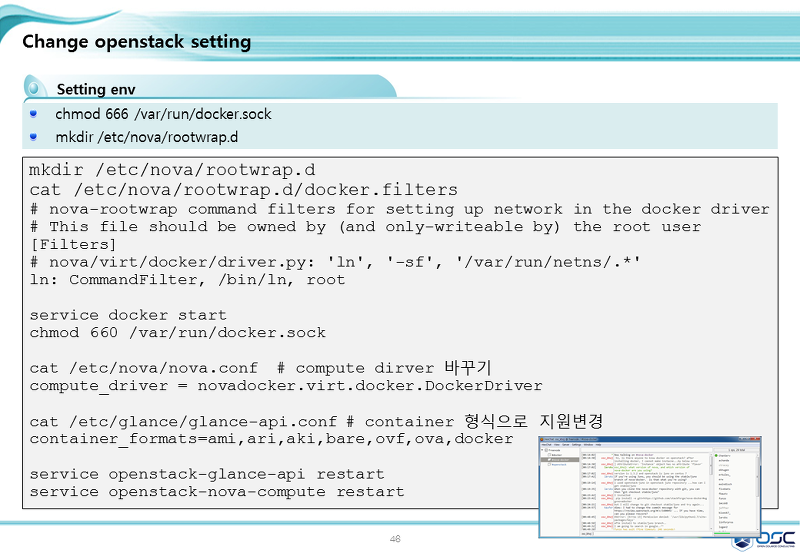 Change openstack setting
Setting env
chmod 666 /var/run/docker.sock
mkdir /etc/nova/rootwrap.d
mkdir /etc/nova/rootwrap.d
cat /etc/nova/rootwrap.d/docker.filters
# nova-rootwrap command filters for setting up network in the docker driver
# This file should be owned by (and only-writeable by) the root user
[Filters]
# nova/virt/docker/driver.py: 'ln', '-sf', '/var/run/netns/.*'
ln: CommandFilter, /bin/ln, root
service docker start
chmod 660 /var/run/docker.sock
cat /etc/nova/nova.conf # compute dirver 바꾸기
compute_driver = novadocker.virt.docker.DockerDriver
cat /etc/glance/glance-api.conf # container 형식으로 지원변경
container_formats=ami,ari,aki,bare,ovf,ova,docker
service openstack-glance-api restart
service openstack-nova-compute restart
46
OSC